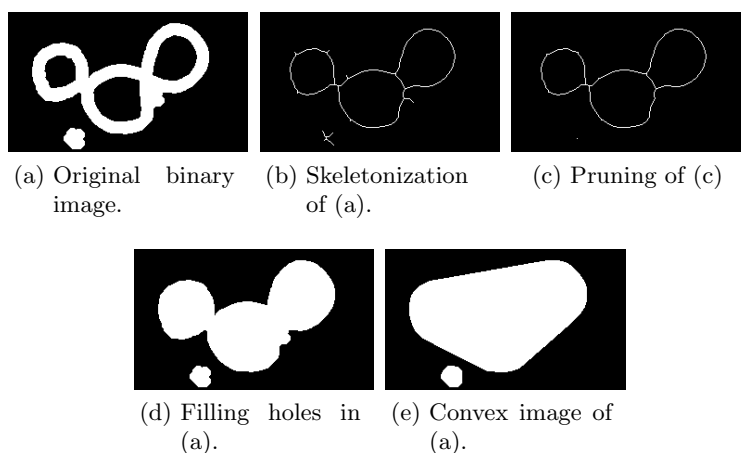 (a) Original binary
image.
(b) Skeletonization
of (a).
(c) Pruning of (c)
(d) Filling holes in
(a).
(e) Convex image of
(a).